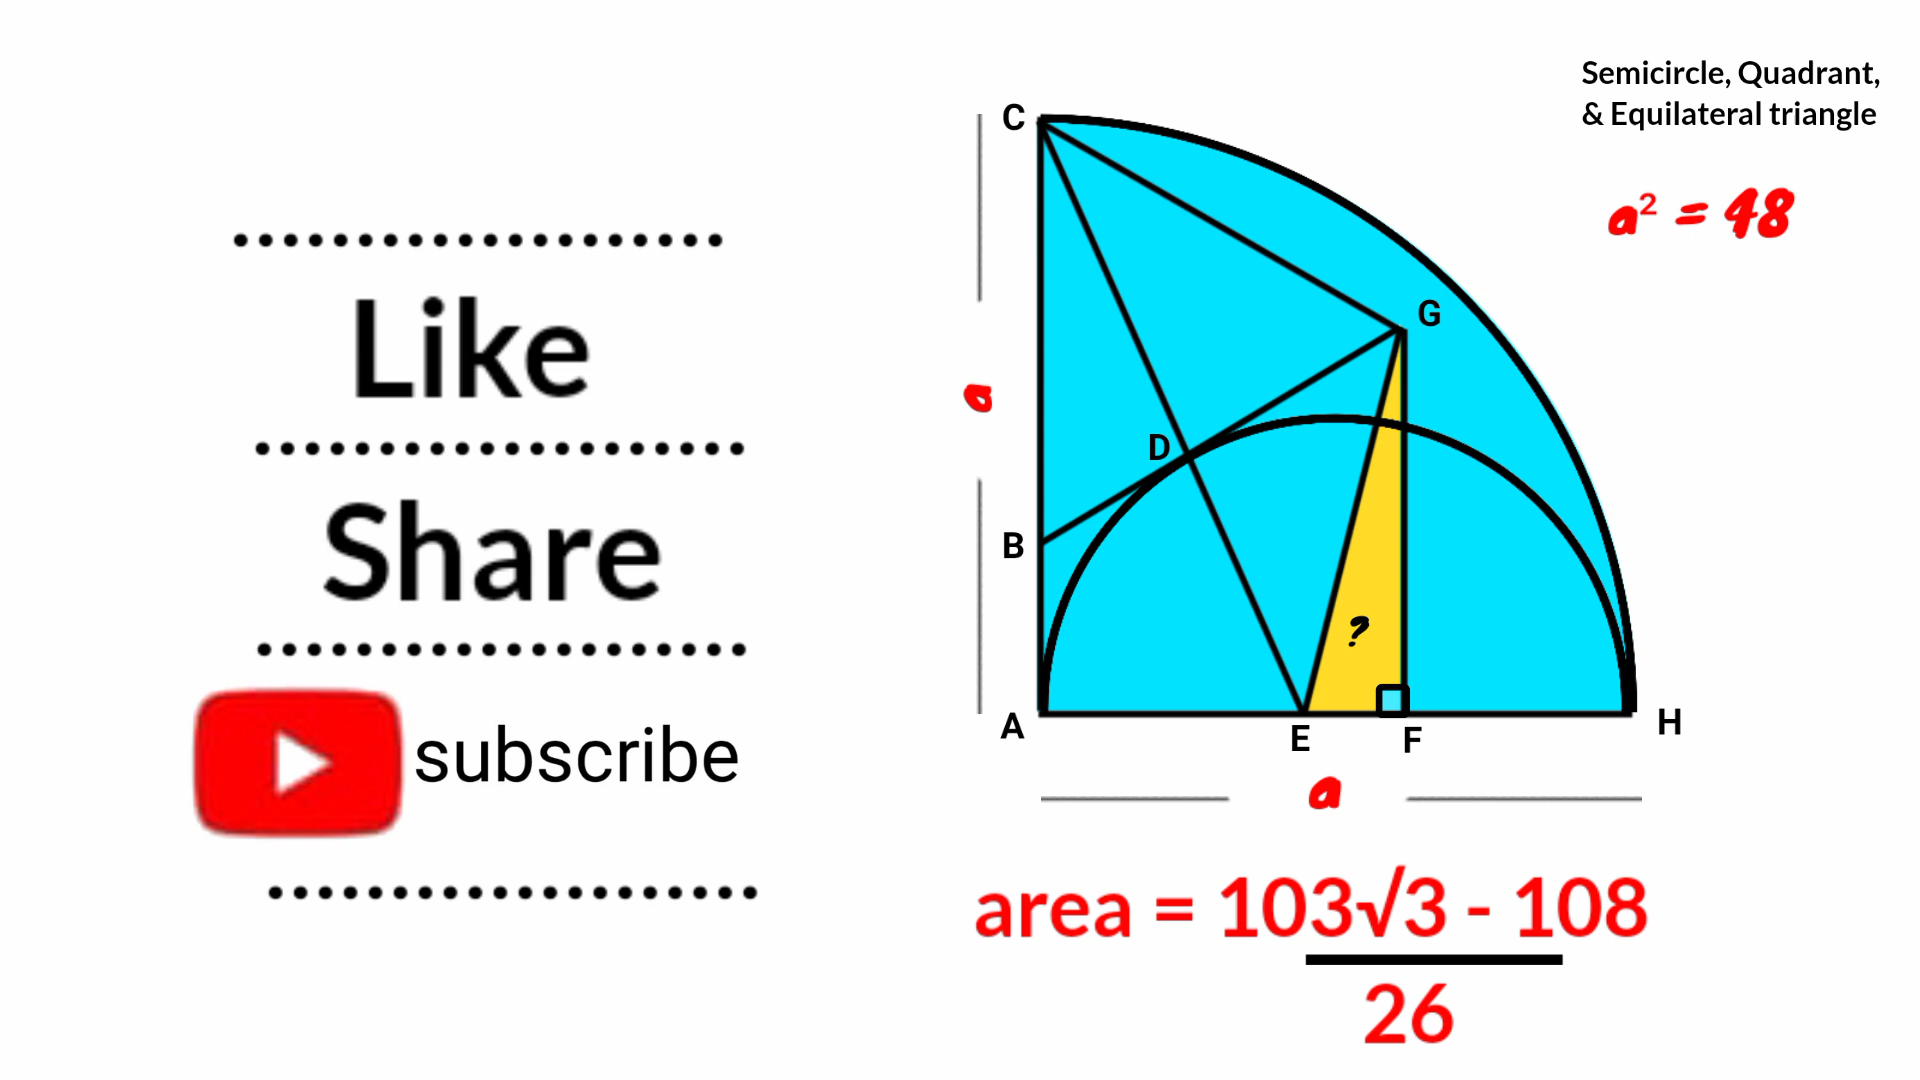 Semicircle, Quadrant,
& Equilateral triangle
a² = 48
C
G
a
D
B
?
A
E
F
H
a
Like
Share
subscribe
area = 103√3 - 108
26